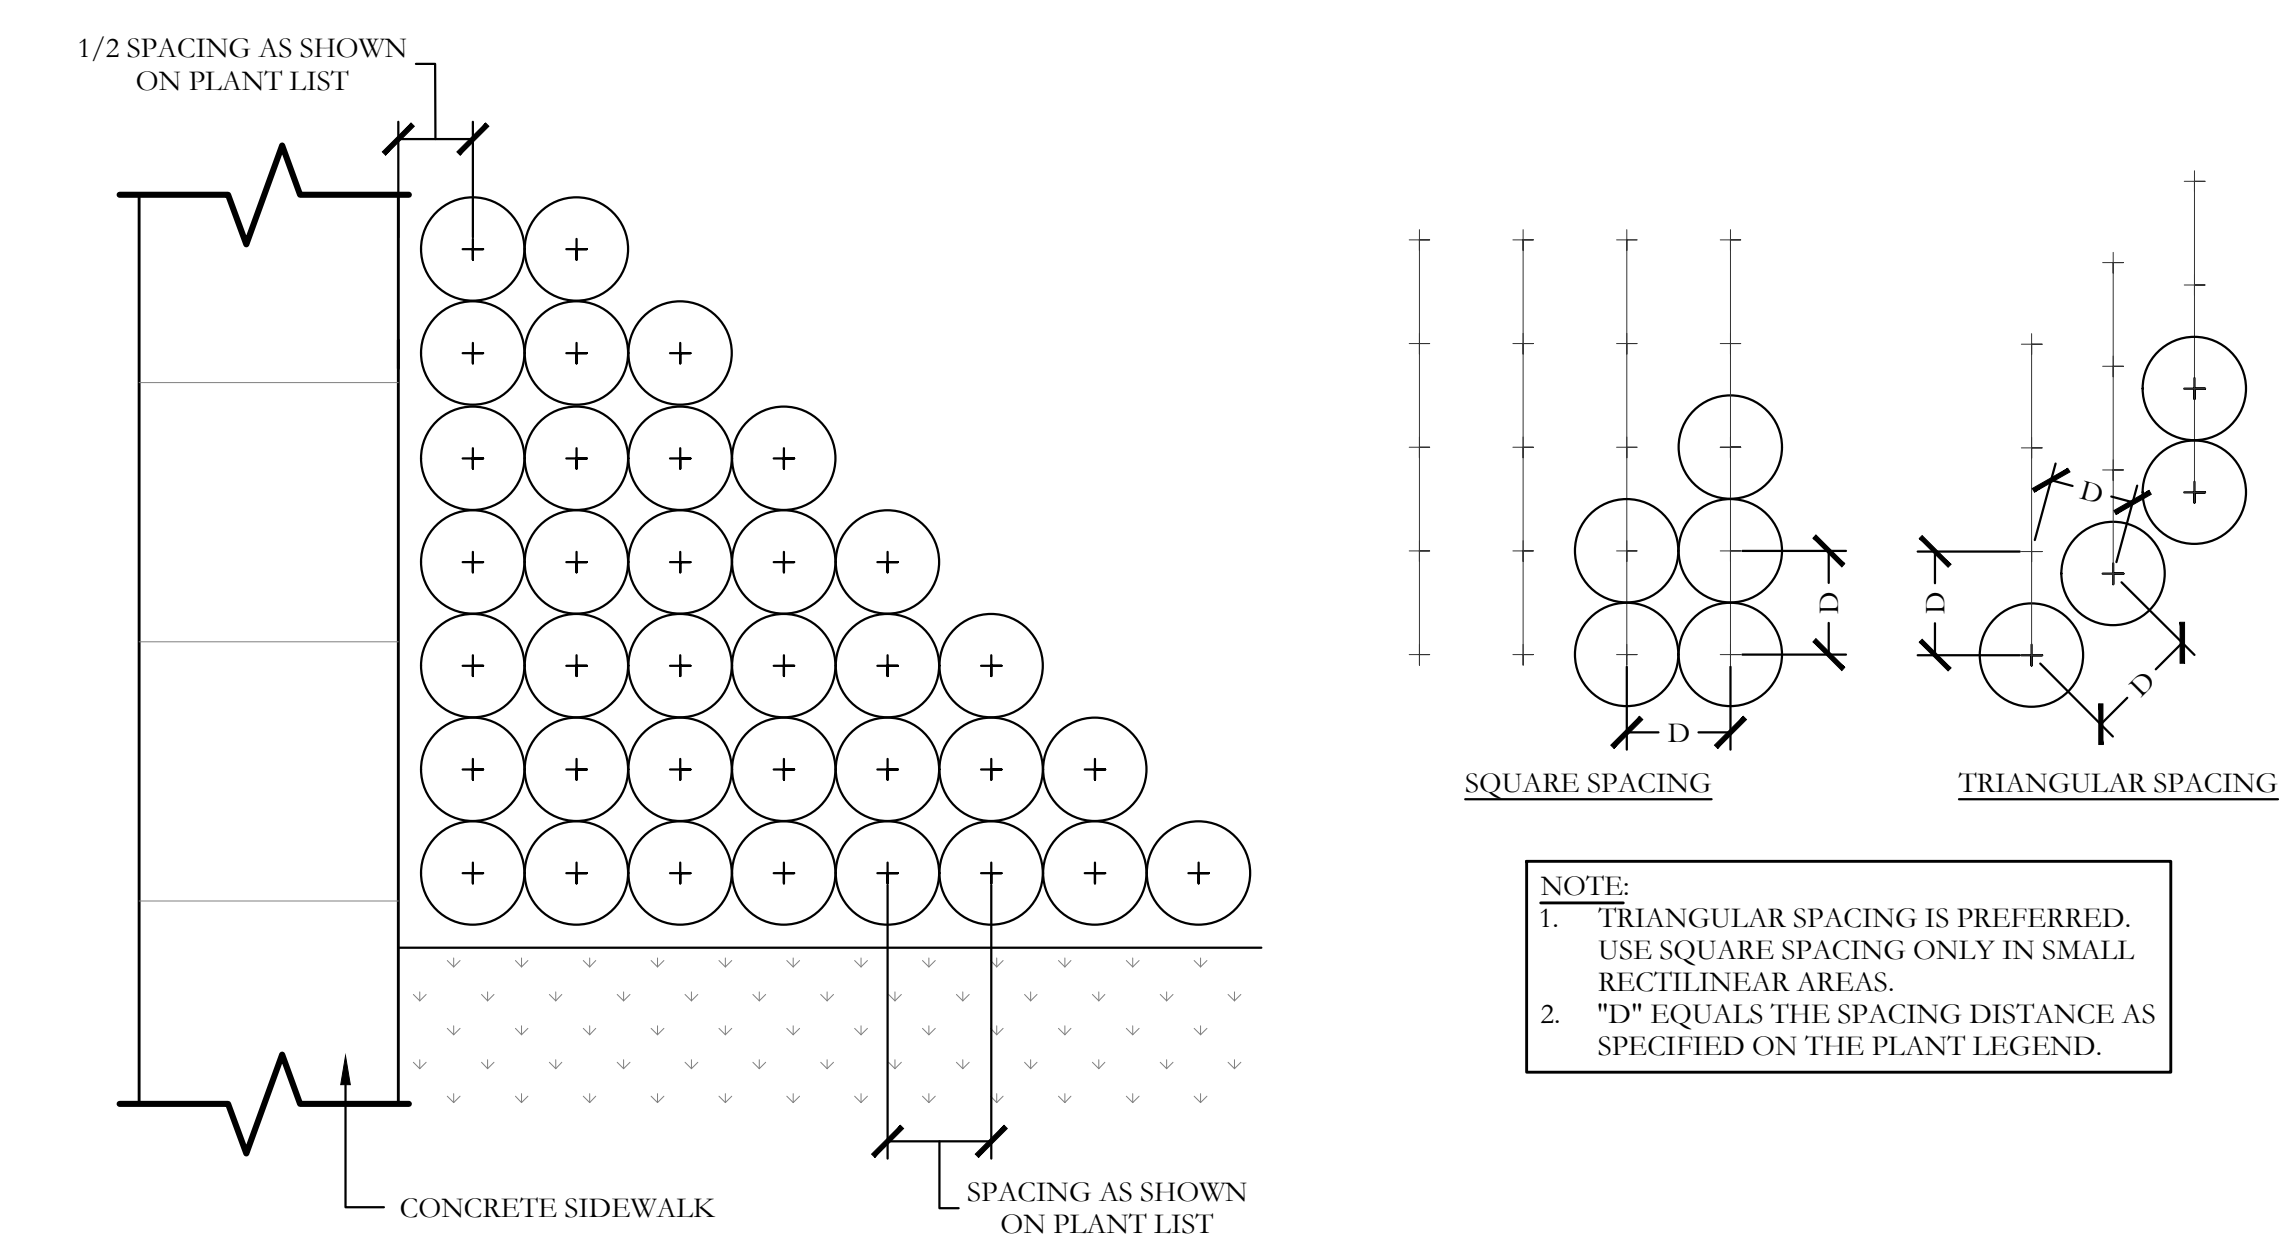 1/2 SPACING AS SHOWN
ON PLANT LIST
CONCRETE SIDEWALK
SPACING AS SHOWN
ON PLANT LIST
D
D
SQUARE SPACING
D
D
D
TRIANGULAR SPACING
NOTE:
1. TRIANGULAR SPACING IS PREFERRED.
USE SQUARE SPACING ONLY IN SMALL
RECTILINEAR AREAS.
2. "D" EQUALS THE SPACING DISTANCE AS
SPECIFIED ON THE PLANT LEGEND.